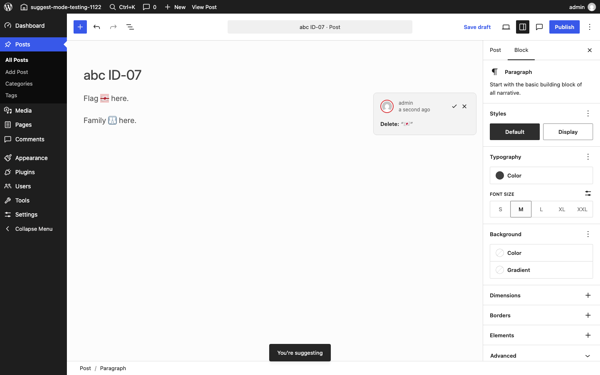 suggest-mode-testing-1122 Ctrl+K 0 New View Post admin
Dashboard
Posts
All Posts
Add Post
Categories
Tags
Media
Pages
Comments
Appearance
Plugins
Users
Tools
Settings
Collapse Menu
abc ID-07 · Post
Save draft
Publish
abc ID-07
Flag here.
Family here.
admin
a second ago
Delete: “ ”
You're suggesting
Post / Paragraph
Post Block
Paragraph
Start with the basic building block of
all narrative.
Styles
Default Display
Typography
Color
FONT SIZE
S M L XL XXL
Background
Color
Gradient
Dimensions
Borders
Elements
Advanced